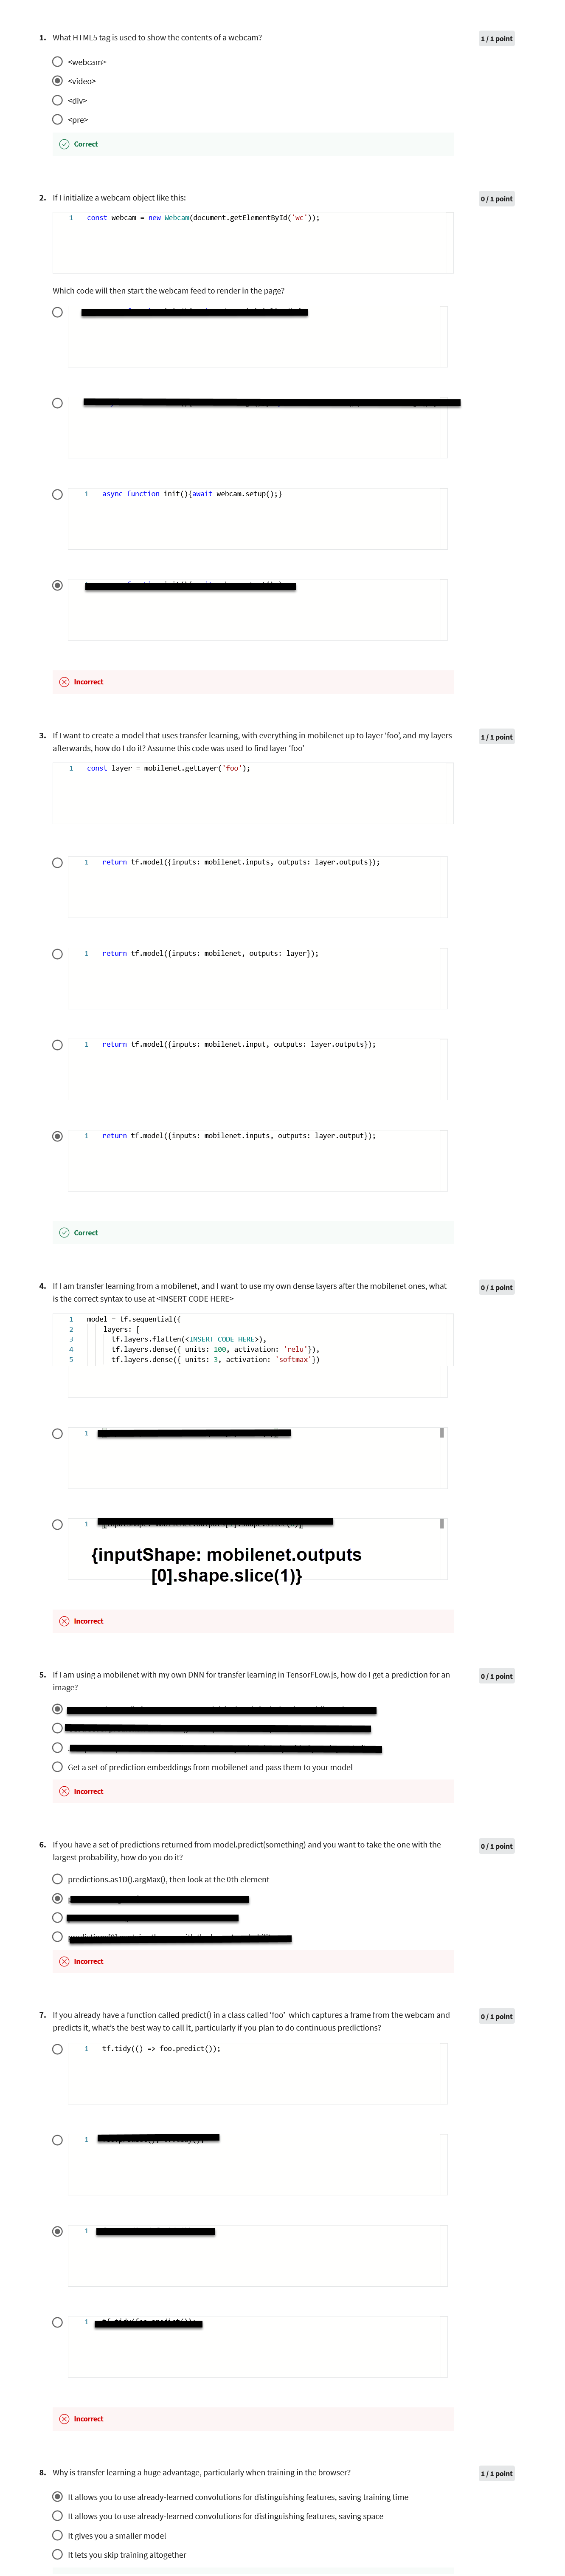 1. What HTML5 tag is used to show the contents of a webcam?
1 / 1 point
<webcam>
<video>
<div>
<pre>
Correct
2. If I initialize a webcam object like this:
0 / 1 point
1 const webcam = new Webcam(document.getElementById('wc'));
Which code will then start the webcam feed to render in the page?
1 async function init(){await webcam.setup();}
Incorrect
3. If I want to create a model that uses transfer learning, with everything in mobilenet up to layer 'foo', and my layers
afterwards, how do I do it? Assume this code was used to find layer 'foo'
1 / 1 point
1 const layer = mobilenet.getLayer('foo');
1 return tf.model({inputs: mobilenet.inputs, outputs: layer.outputs});
1 return tf.model({inputs: mobilenet, outputs: layer});
1 return tf.model({inputs: mobilenet.input, outputs: layer.outputs});
1 return tf.model({inputs: mobilenet.inputs, outputs: layer.output});
Correct
4. If I am transfer learning from a mobilenet, and I want to use my own dense layers after the mobilenet ones, what
is the correct syntax to use at <INSERT CODE HERE>
0 / 1 point
1 model = tf.sequential({
2 layers: [
3 tf.layers.flatten(<INSERT CODE HERE>),
4 tf.layers.dense({ units: 100, activation: 'relu'}),
5 tf.layers.dense({ units: 3, activation: 'softmax'})
1
1
{inputShape: mobilenet.outputs
[0].shape.slice(1)}
Incorrect
5. If I am using a mobilenet with my own DNN for transfer learning in TensorFLow.js, how do I get a prediction for an
image?
0 / 1 point
Get a set of prediction embeddings from mobilenet and pass them to your model
Incorrect
6. If you have a set of predictions returned from model.predict(something) and you want to take the one with the
largest probability, how do you do it?
0 / 1 point
predictions.as1D().argMax(), then look at the 0th element
Incorrect
7. If you already have a function called predict() in a class called 'foo' which captures a frame from the webcam and
predicts it, what's the best way to call it, particularly if you plan to do continuous predictions?
0 / 1 point
1 tf.tidy(() => foo.predict());
1
1
1
Incorrect
8. Why is transfer learning a huge advantage, particularly when training in the browser?
1 / 1 point
It allows you to use already-learned convolutions for distinguishing features, saving training time
It allows you to use already-learned convolutions for distinguishing features, saving space
It gives you a smaller model
It lets you skip training altogether